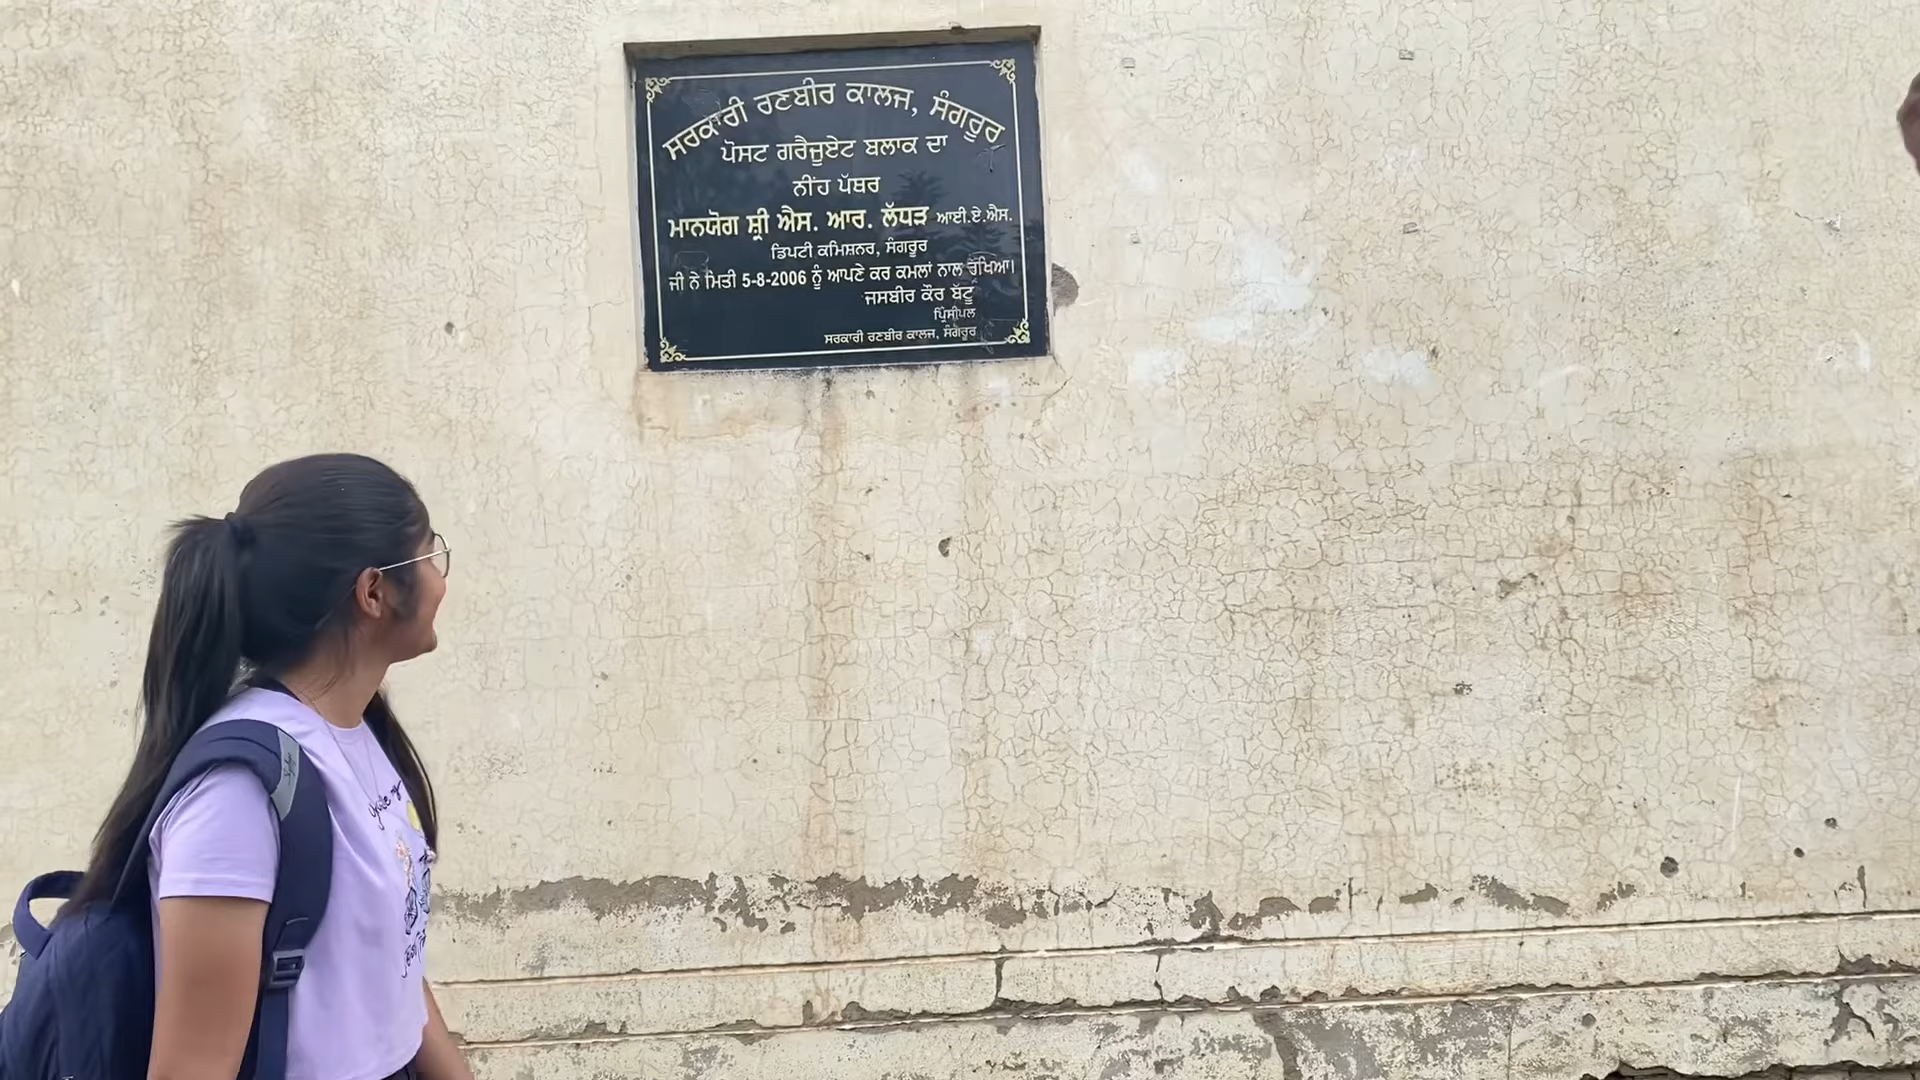 ਸਰਕਾਰੀ ਰਣਬੀਰ ਕਾਲਜ, ਸੰਗਰੂਰ
ਪੋਸਟ ਗਰੈਜੂਏਟ ਬਲਾਕ ਦਾ
ਨੀਂਹ ਪੱਥਰ
ਮਾਨਯੋਗ ਸ਼੍ਰੀ ਐਸ. ਆਰ. ਲੱਧੜ ਆਈ.ਏ.ਐਸ.
ਡਿਪਟੀ ਕਮਿਸ਼ਨਰ, ਸੰਗਰੂਰ
ਜੀ ਨੇ ਮਿਤੀ 5-8-2006 ਨੂੰ ਆਪਣੇ ਕਰ ਕਮਲਾਂ ਨਾਲ ਰੱਖਿਆ।
ਜਸਬੀਰ ਕੌਰ ਬੱਟੂ
ਪ੍ਰਿੰਸੀਪਲ
ਸਰਕਾਰੀ ਰਣਬੀਰ ਕਾਲਜ, ਸੰਗਰੂਰ